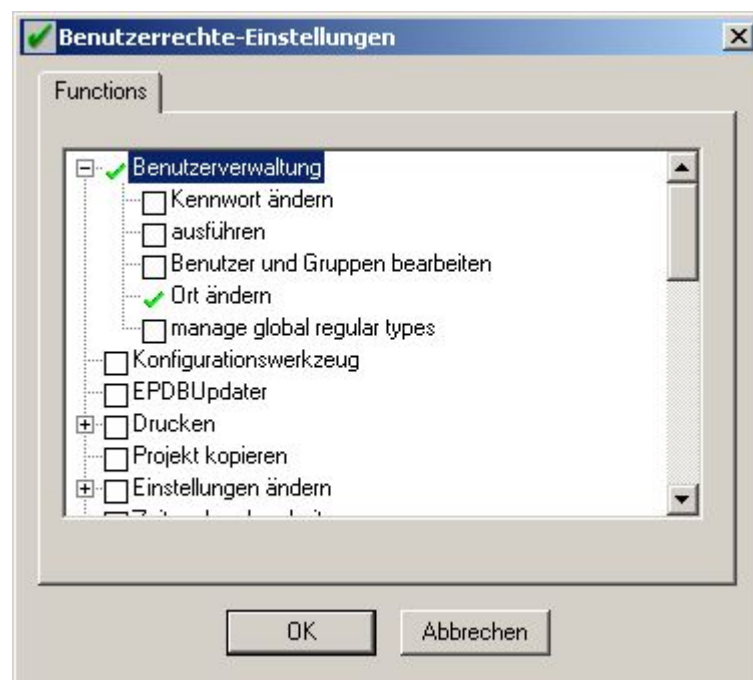 Benutzerrechte-Einstellungen
Functions
Benutzerverwaltung
Kennwort ändern
ausführen
Benutzer und Gruppen bearbeiten
Ort ändern
manage global regular types
Konfigurationswerkzeug
EPDBUpdater
Drucken
Projekt kopieren
Einstellungen ändern
OK
Abbrechen